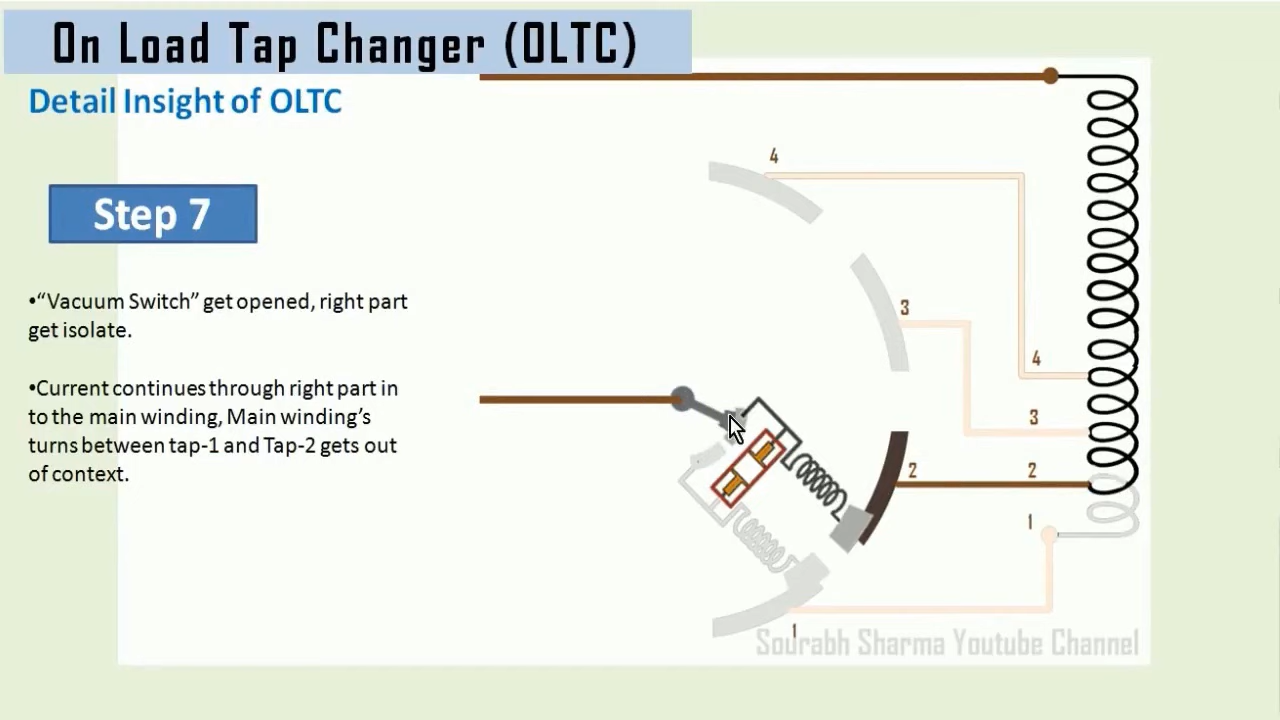 On Load Tap Changer (OLTC)
Detail Insight of OLTC
Step 7
•“Vacuum Switch” get opened, right part
get isolate.
•Current continues through right part in
to the main winding, Main winding’s
turns between tap-1 and Tap-2 gets out
of context.
4
3
4
3
2
2
1
1
Sourabh Sharma Youtube Channel